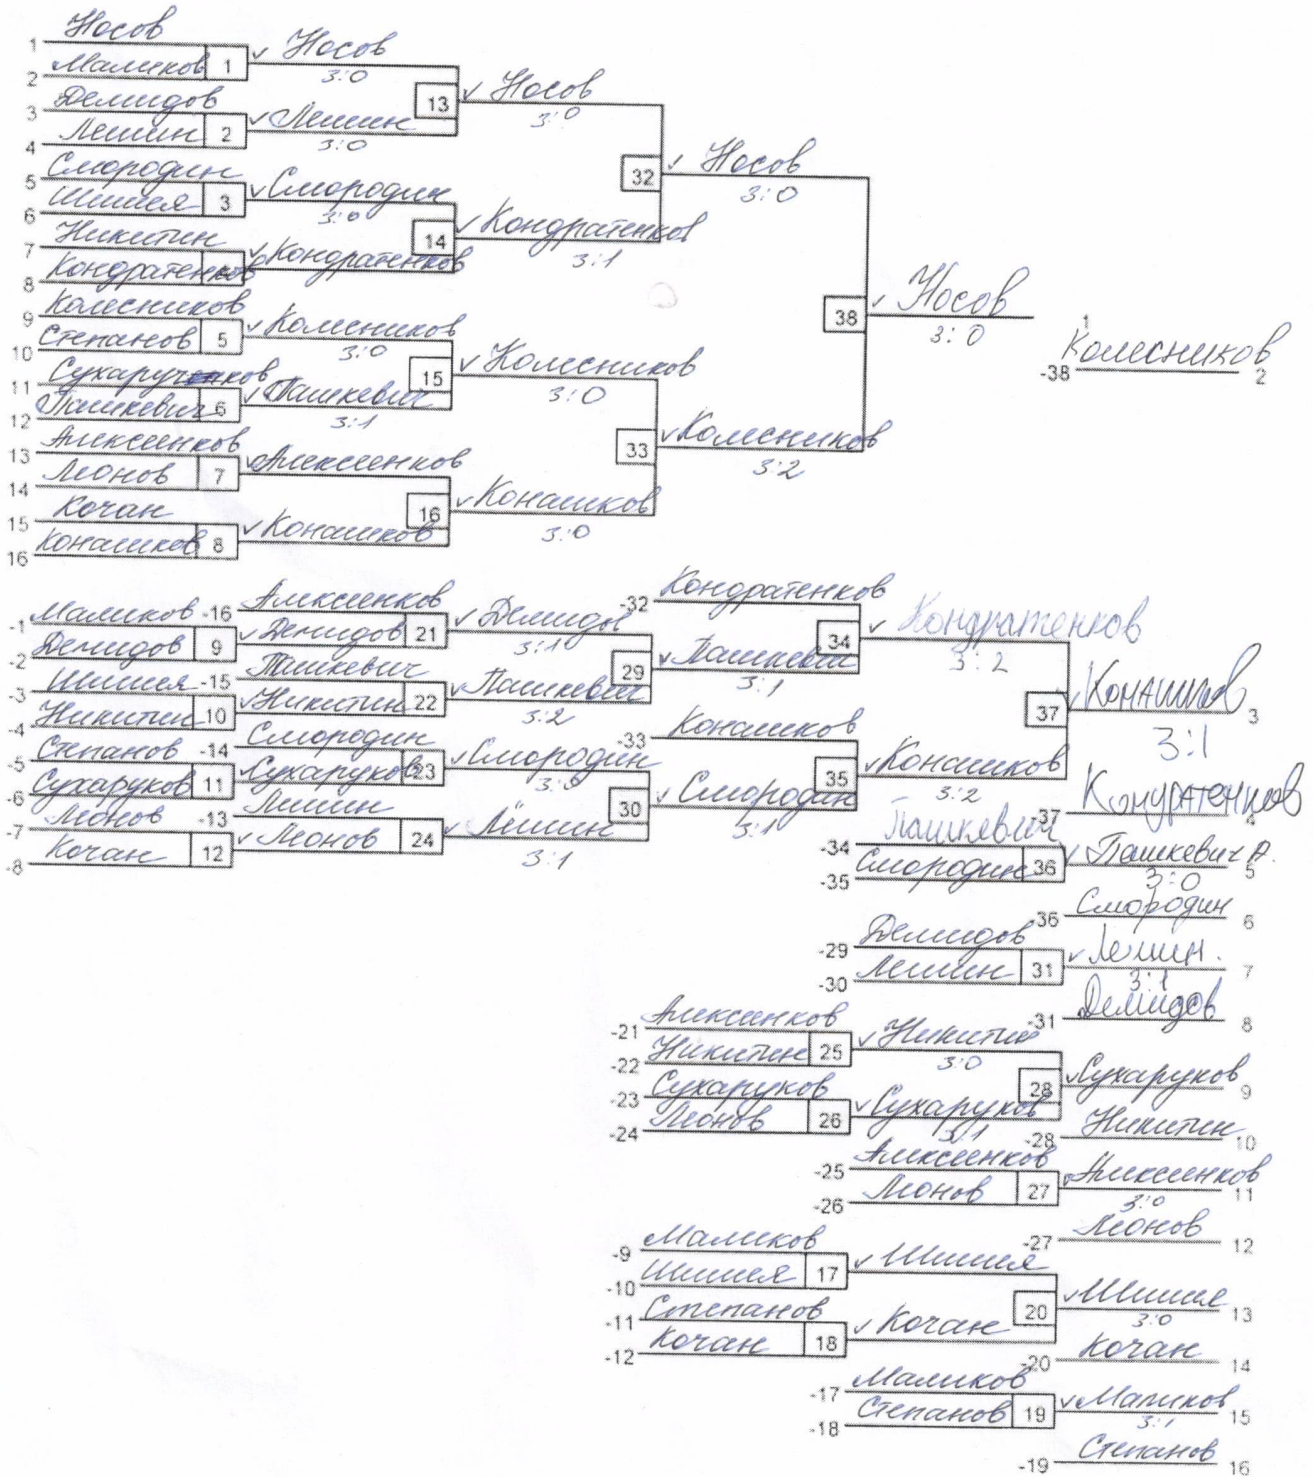 1 Носов
2 Маликов 1 ✓ Носов
3:0
3 Демидов 13 ✓ Носов
3:0
4 Лешин 2 ✓ Лешин
3:0
5 Смородин 32 ✓ Носов
3:0
6 Шишея 3 ✓ Смородин
3:0
7 Никитин 14 ✓ Кондратенков
3:1
8 Кондратенков ✓ Кондратенков
9 Колесников 38 ✓ Носов
3:0
1
10 Степанов 5 ✓ Колесников
3:0
-38 Колесников 2
11 Сухаручков 15 ✓ Колесников
3:0
12 Пашкевич 6 ✓ Пашкевич
3:1
13 Алексеенков 33 ✓ Колесников
3:2
14 Леонов 7 ✓ Алексеенков
15 Кочан 16 ✓ Конашков
3:0
16 Конашков 8 ✓ Конашков
-1 Маликов -16 Алексеенков -32 Кондратенков
-2 Демидов 9 ✓ Демидов 21 ✓ Демидов
3:1
34 ✓ Кондратенков
3:2
-3 Шишея -15 Пашкевич 29 ✓ Пашкевич
3:1
-4 Никитин 10 ✓ Никитин 22 ✓ Пашкевич
3:2
37 ✓ Конашков 3
3:1
-5 Степанов -14 Смородин -33 Конашков
-6 Сухаруков 11 ✓ Сухаруков 23 ✓ Смородин
3:0
35 ✓ Конашков
3:2
-7 Леонов -13 Лешин 30 ✓ Смородин
3:1
-37 Кондратенков 4
-8 Кочан 12 ✓ Леонов 24 ✓ Лёшин
3:1
-34 Пашкевич
-35 Смородин 36 ✓ Пашкевич А. 5
3:0
-36 Смородин 6
-29 Демидов
-30 Лешин 31 ✓ Лешин. 7
3:1
-31 Демидов 8
-21 Алексеенков
-22 Никитин 25 ✓ Никитин
3:0
28 ✓ Сухаруков 9
-23 Сухаруков
-24 Леонов 26 ✓ Сухаруков
3:1
-28 Никитин 10
-25 Алексеенков
-26 Леонов 27 ✓ Алексеенков 11
3:0
-27 Леонов 12
-9 Маликов
-10 Шишея 17 ✓ Шишея
20 ✓ Шишея 13
3:0
-11 Степанов
-12 Кочан 18 ✓ Кочан
-20 Кочан 14
-17 Маликов
-18 Степанов 19 ✓ Маликов 15
3:1
-19 Степанов 16